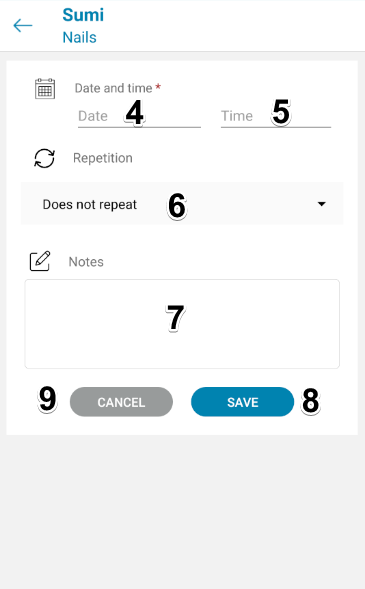 Sumi
Nails
Date and time *
Date 4
Time 5
Repetition
Does not repeat 6
Notes
7
9 CANCEL SAVE 8